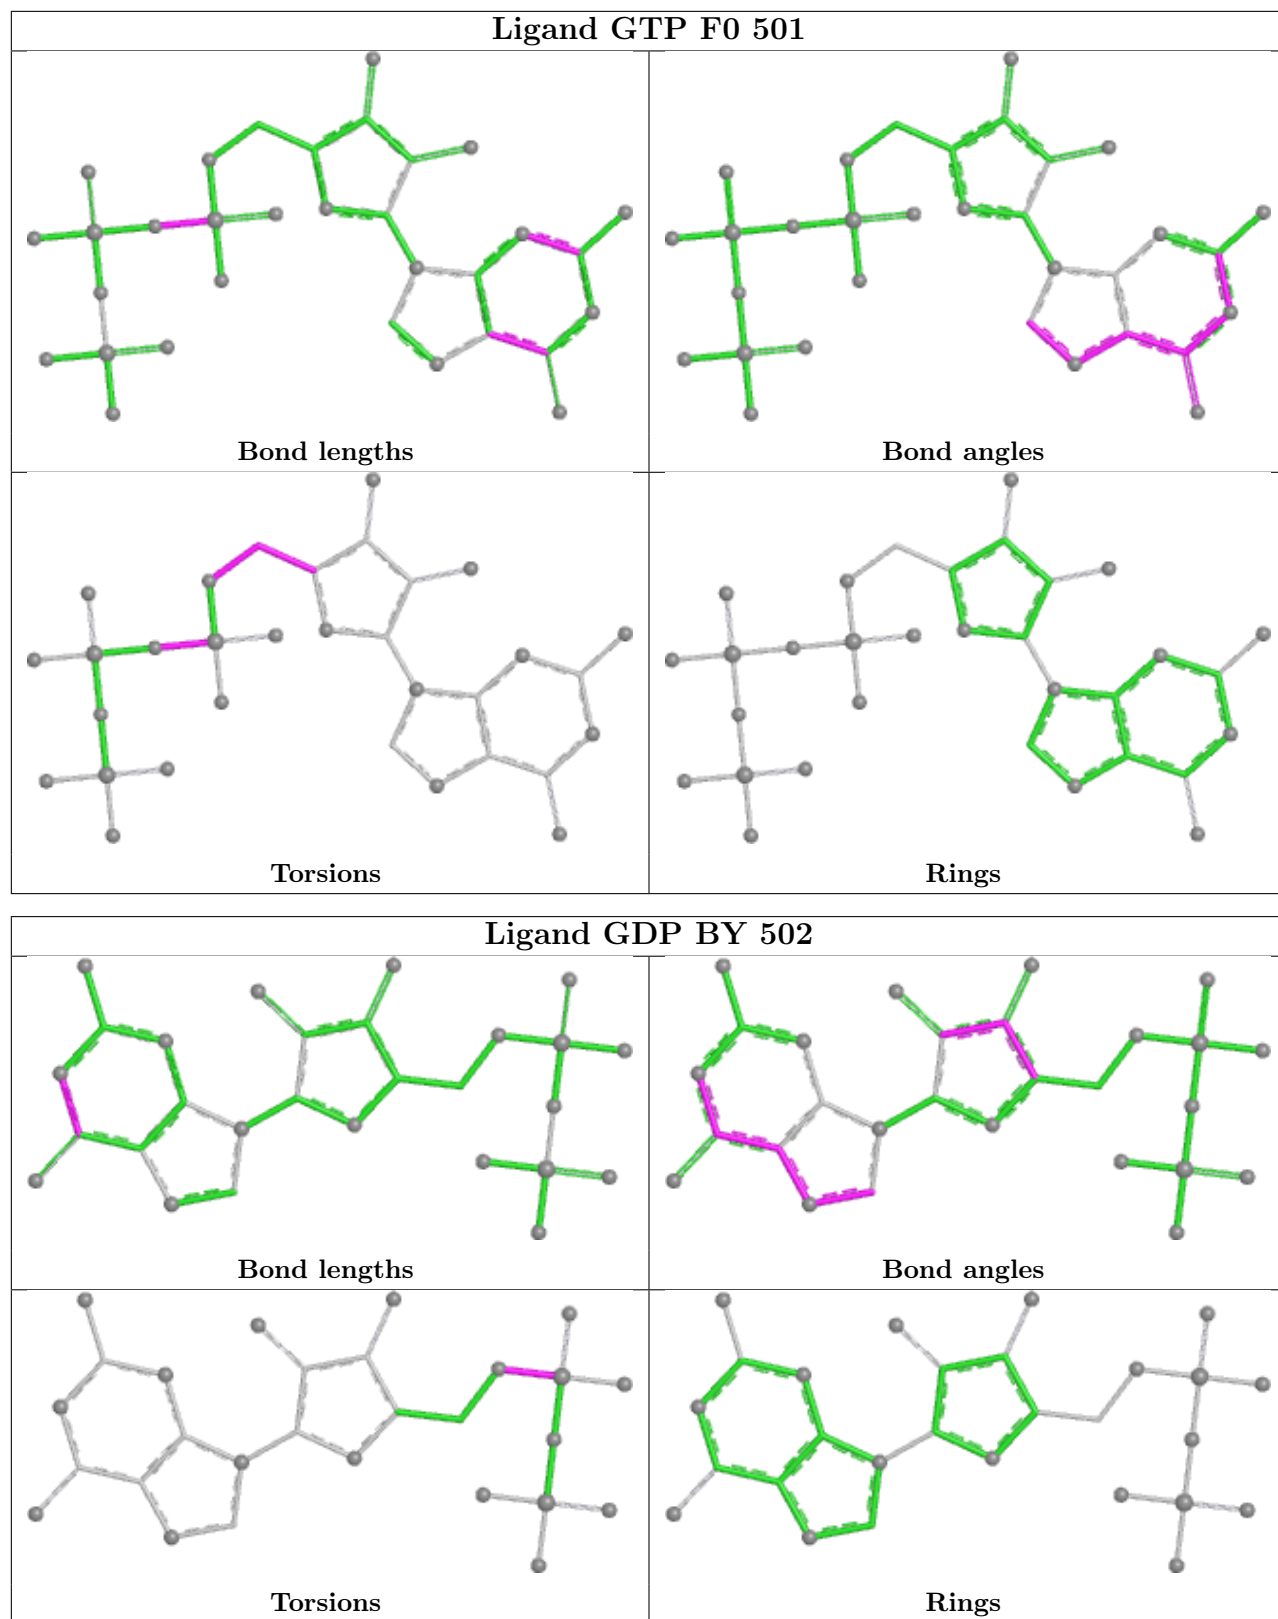 Ligand GTP F0 501
Bond lengths
Bond angles
Torsions
Rings
Ligand GDP BY 502
Bond lengths
Bond angles
Torsions
Rings